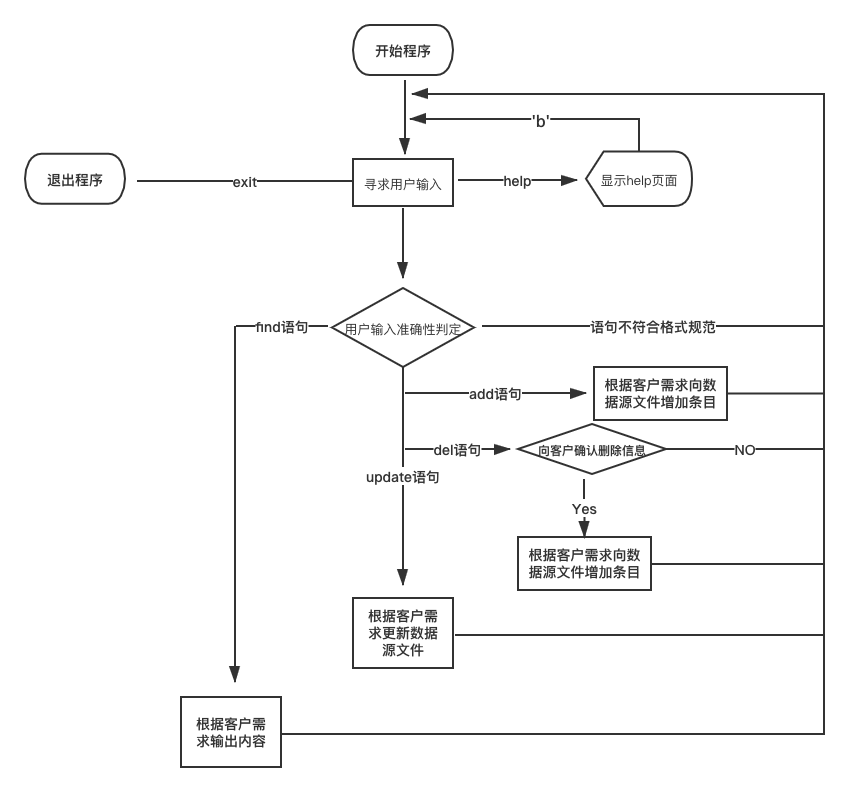 开始程序
'b'
退出程序
exit
寻求用户输入
help
显示help页面
find语句
用户输入准确性判定
语句不符合格式规范
add语句
根据客户需求向数
据源文件增加条目
del语句
向客户确认删除信息
NO
update语句
Yes
根据客户需求向数
据源文件增加条目
根据客户需
求更新数据
源文件
根据客户需
求输出内容